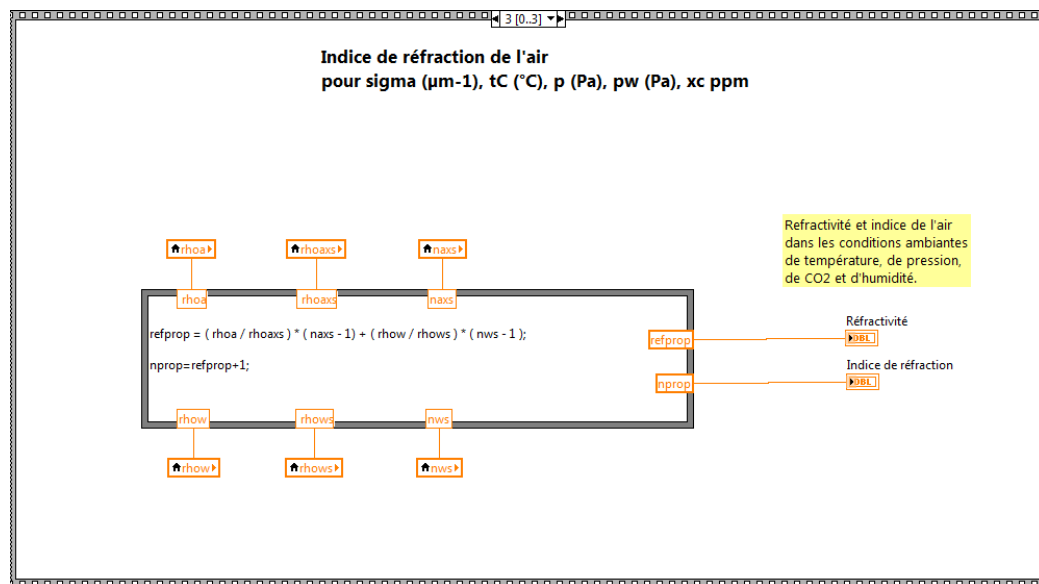 3 [0..3]
Indice de réfraction de l'air
pour sigma (µm-1), tC (°C), p (Pa), pw (Pa), xc ppm
Refractivité et indice de l'air
dans les conditions ambiantes
de température, de pression,
de CO2 et d'humidité.
rhoa rhoaxs naxs
rhoa rhoaxs naxs
refprop = ( rhoa / rhoaxs ) * ( naxs - 1) + ( rhow / rhows ) * ( nws - 1 );
nprop=refprop+1;
refprop
nprop
Réfractivité
DBL
Indice de réfraction
DBL
rhow rhows nws
rhow rhows nws